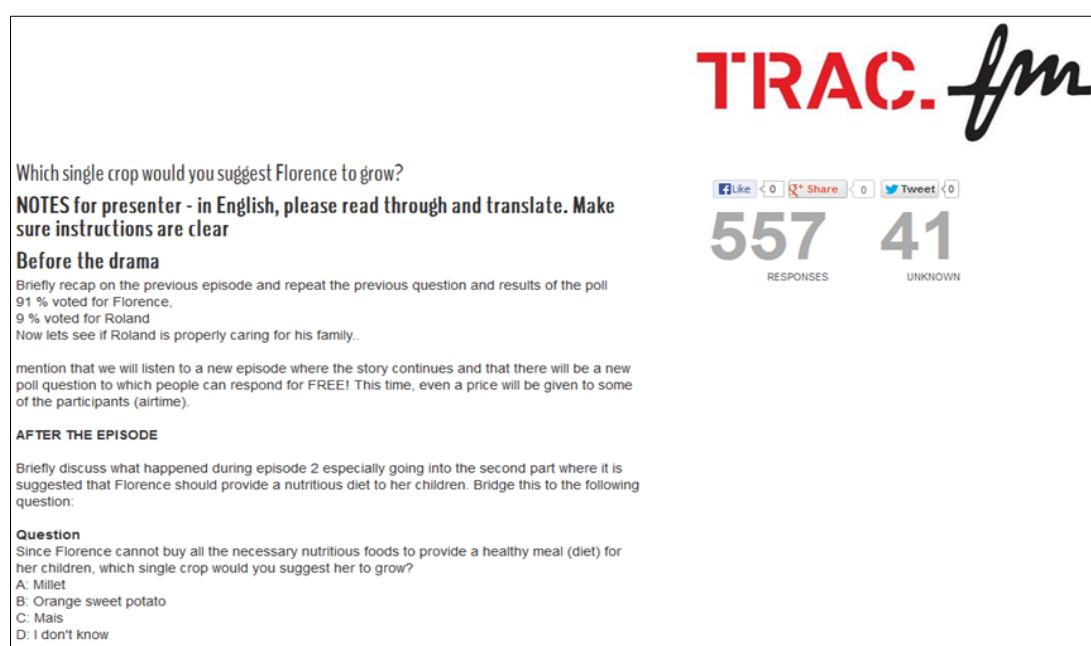 TRAC.fm
Which single crop would you suggest Florence to grow?
NOTES for presenter - in English, please read through and translate. Make
sure instructions are clear
Before the drama
Briefly recap on the previous episode and repeat the previous question and results of the poll
91 % voted for Florence,
9 % voted for Roland
Now lets see if Roland is properly caring for his family..
mention that we will listen to a new episode where the story continues and that there will be a new
poll question to which people can respond for FREE! This time, even a price will be given to some
of the participants (airtime).
AFTER THE EPISODE
Briefly discuss what happened during episode 2 especially going into the second part where it is
suggested that Florence should provide a nutritious diet to her children. Bridge this to the following
question:
Question
Since Florence cannot buy all the necessary nutritious foods to provide a healthy meal (diet) for
her children, which single crop would you suggest her to grow?
A: Millet
B: Orange sweet potato
C: Mais
D: I don't know
Like 0 g+ Share 0 Tweet 0
557 41
RESPONSES UNKNOWN